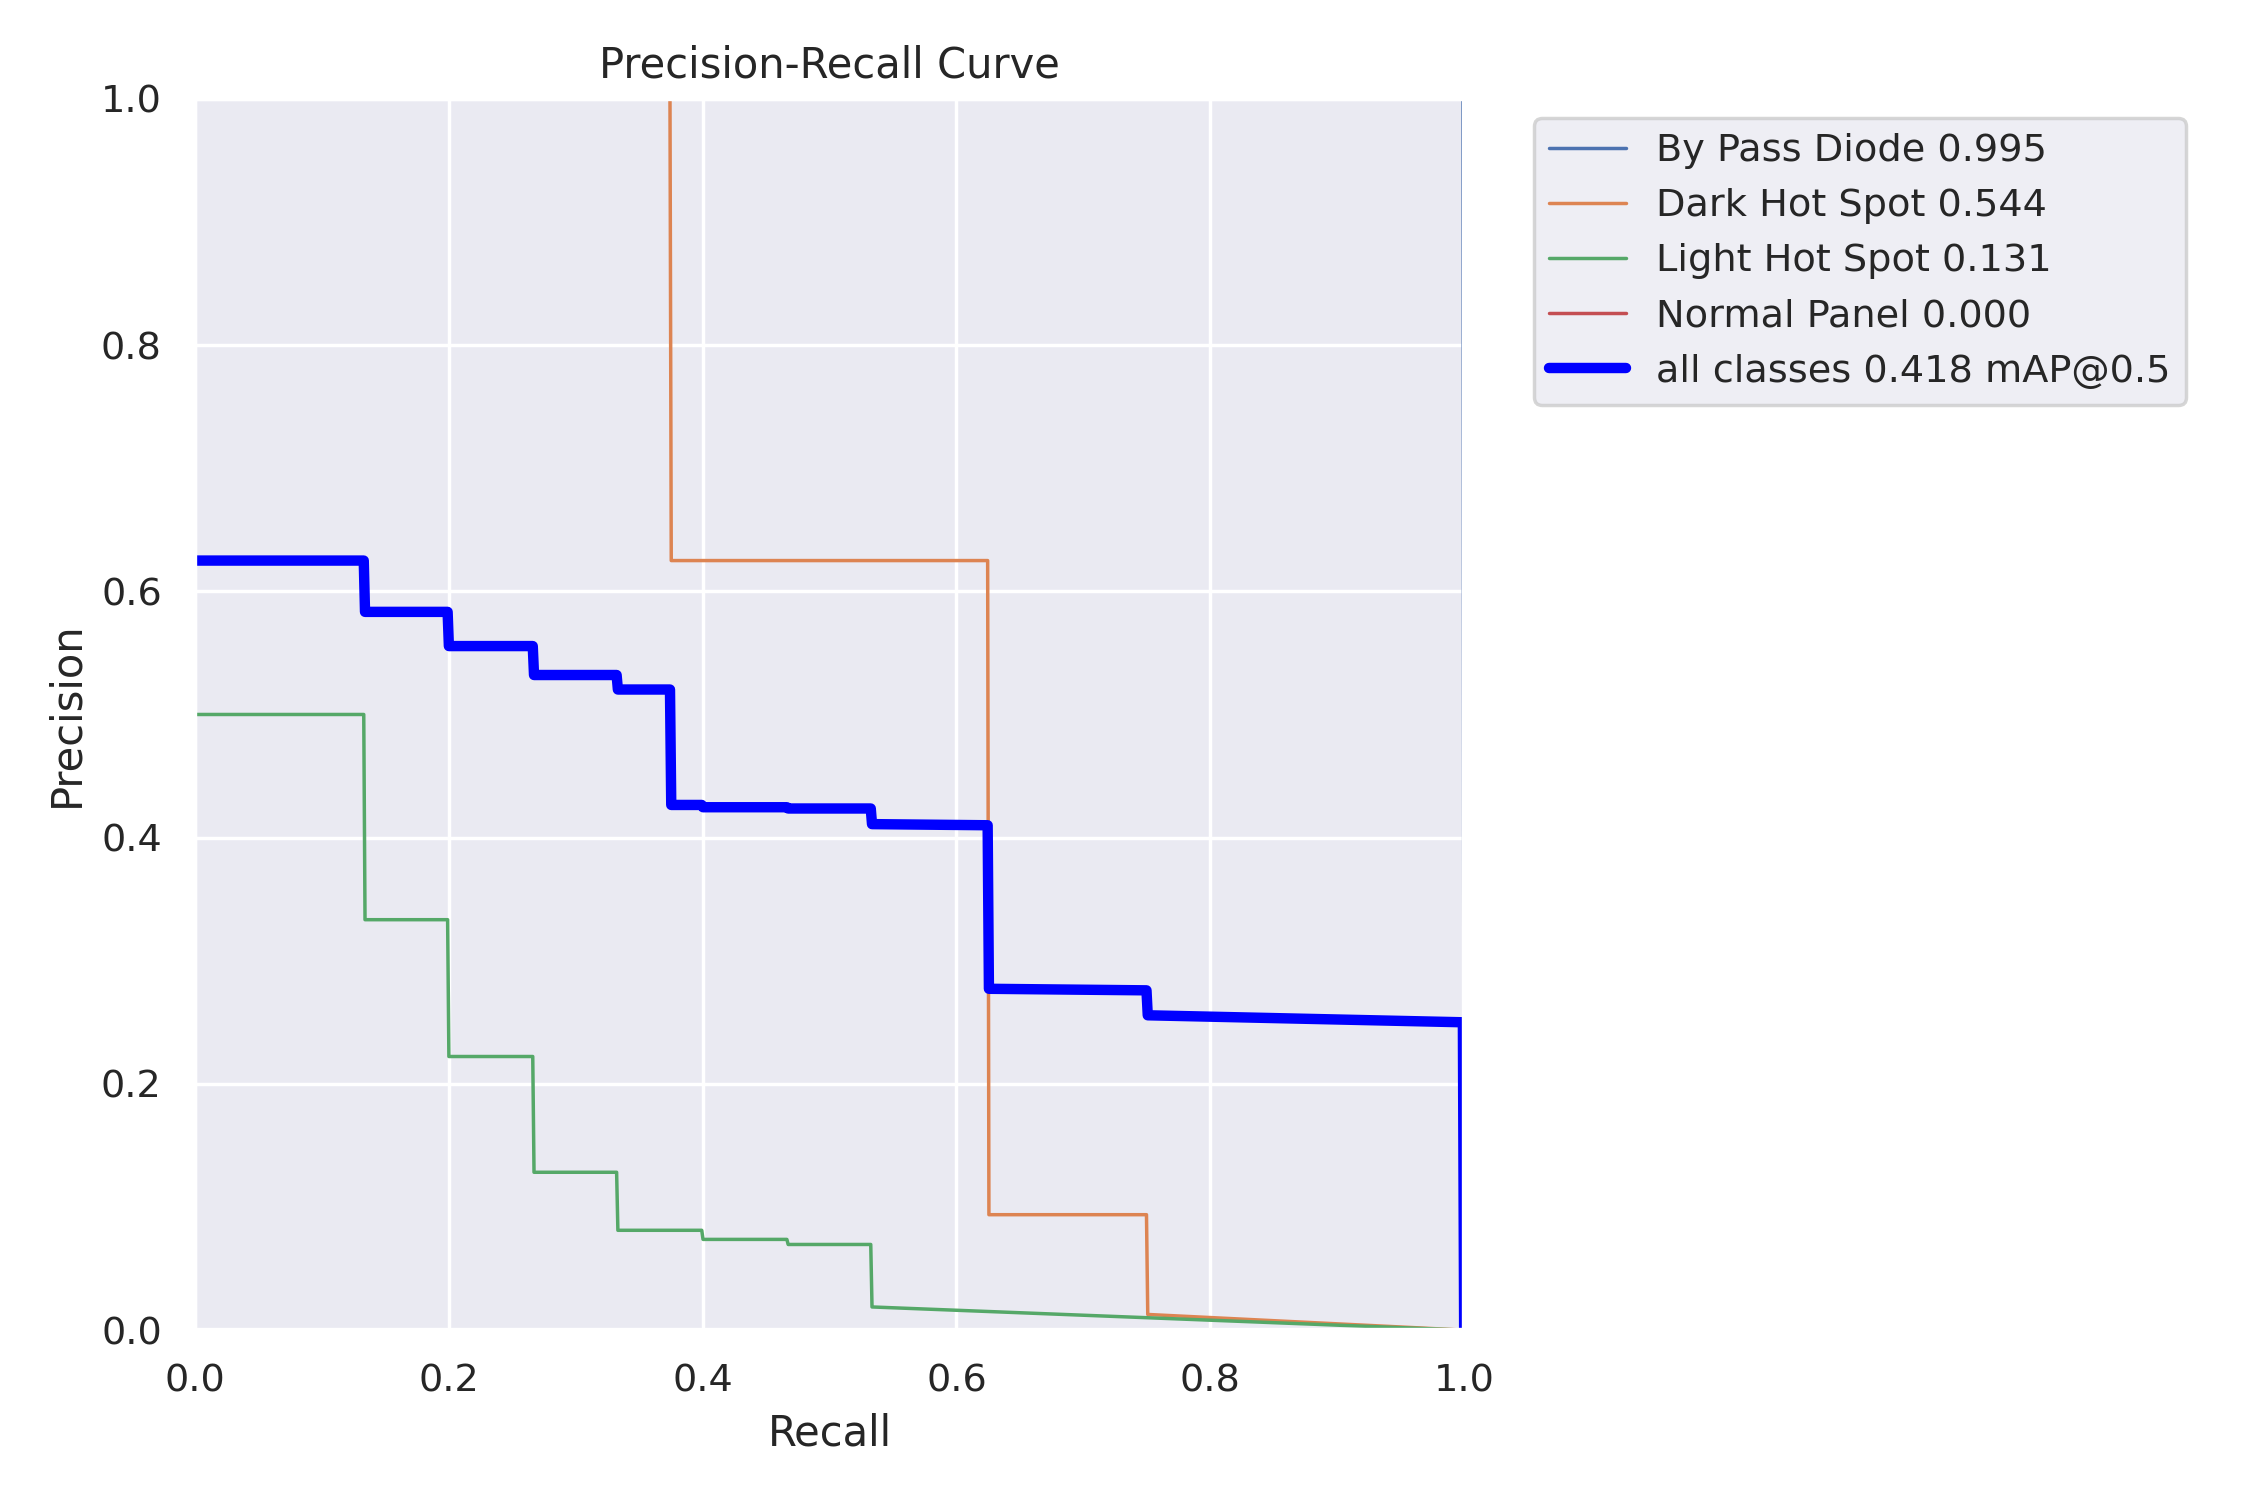 Precision-Recall Curve
1.0
0.8
0.6
0.4
0.2
0.0
Precision
0.0 0.2 0.4 0.6 0.8 1.0
Recall
By Pass Diode 0.995
Dark Hot Spot 0.544
Light Hot Spot 0.131
Normal Panel 0.000
all classes 0.418 mAP@0.5